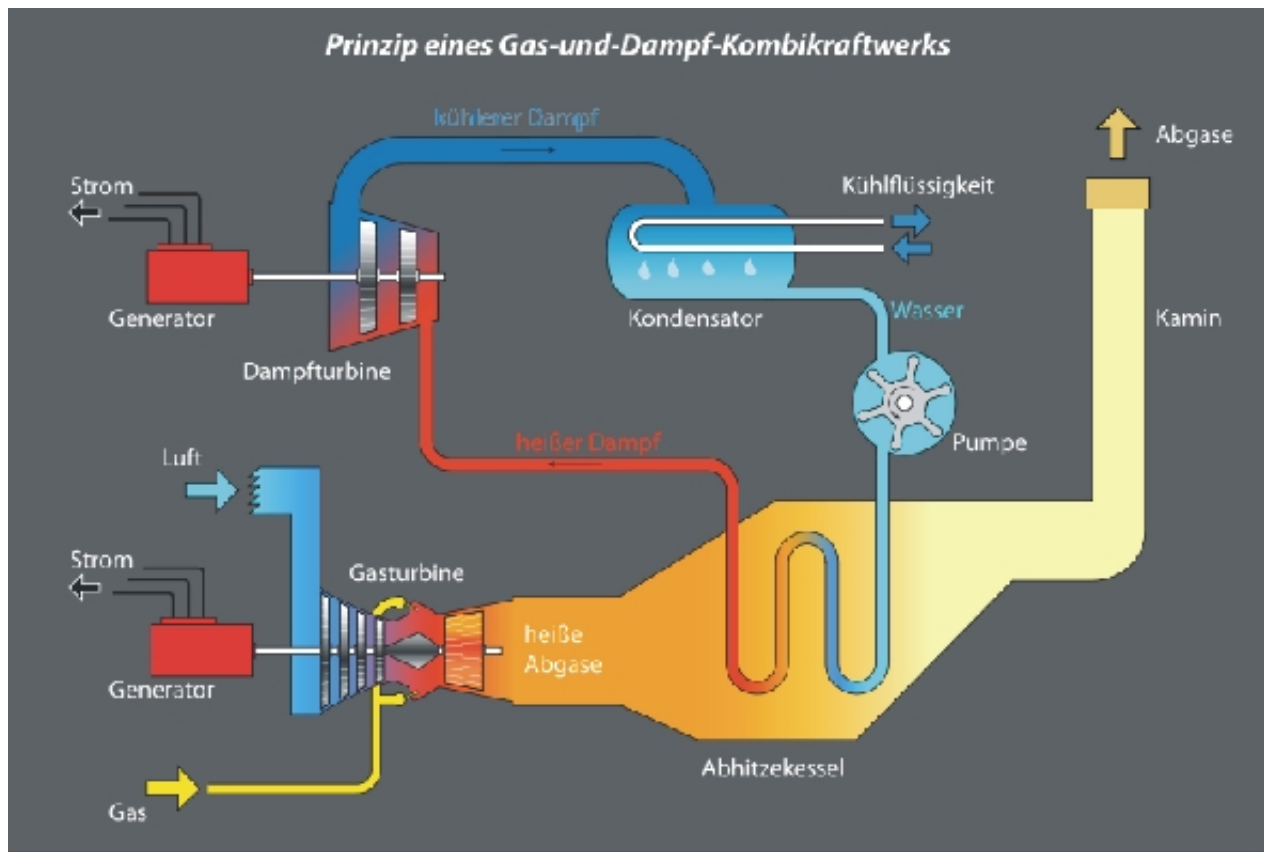 Prinzip eines Gas-und-Dampf-Kombikraftwerks
kühlerer Dampf
Abgase
Strom
Kühlflüssigkeit
Generator
Kondensator
Wasser
Kamin
Dampfturbine
heißer Dampf
Pumpe
Luft
Strom
Gasturbine
heiße
Abgase
Generator
Abhitzekessel
Gas